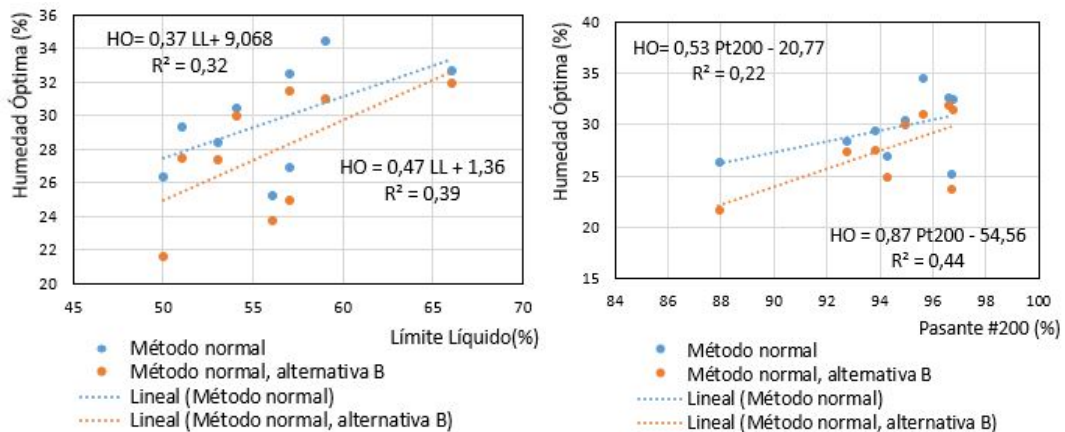 Humedad Óptima (%)
36
34
32
30
28
26
24
22
20
HO= 0,37 LL+ 9,068
R² = 0,32
HO = 0,47 LL + 1,36
R² = 0,39
45
50
55
60
65
70
Límite Líquido(%)
Método normal
Método normal, alternativa B
Lineal (Método normal)
Lineal (Método normal, alternativa B)
Humedad Óptima (%)
40
35
30
25
20
15
HO= 0,53 Pt200 - 20,77
R² = 0,22
HO = 0,87 Pt200 - 54,56
R² = 0,44
84
86
88
90
92
94
96
98
100
Pasante #200 (%)
Método normal
Método normal, alternativa B
Lineal (Método normal)
Lineal (Método normal, alternativa B)